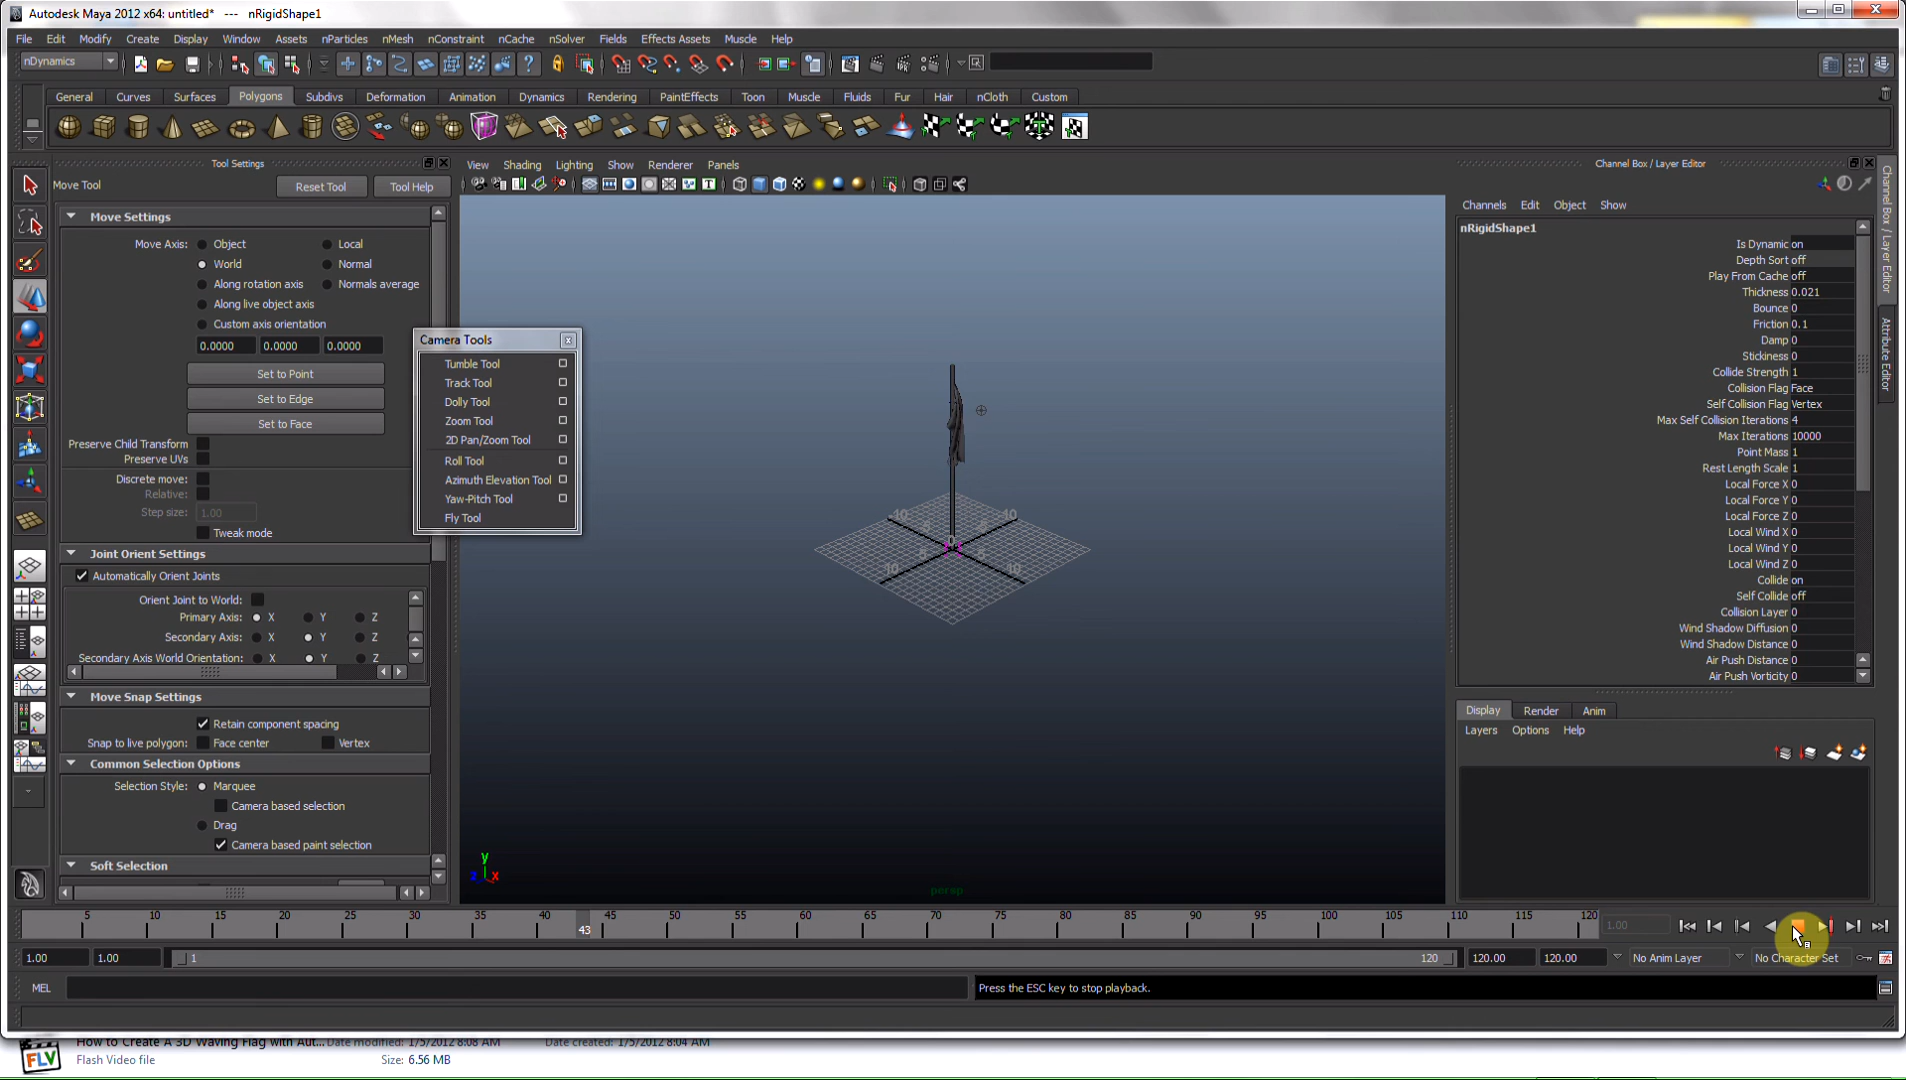 Autodesk Maya 2012 x64: untitled* --- nRigidShape1
File Edit Modify Create Display Window Assets nParticles nMesh nConstraint nCache nSolver Fields Effects Assets Muscle Help
nDynamics
General Curves Surfaces Polygons Subdivs Deformation Animation Dynamics Rendering PaintEffects Toon Muscle Fluids Fur Hair nCloth Custom
Tool Settings
Move Tool Reset Tool Tool Help
Move Settings
Move Axis: Object Local
World Normal
Along rotation axis Normals average
Along live object axis
Custom axis orientation
0.0000 0.0000 0.0000
Set to Point
Set to Edge
Set to Face
Preserve Child Transform
Preserve UVs
Discrete move:
Relative:
Step size: 1.00
Tweak mode
Joint Orient Settings
Automatically Orient Joints
Orient Joint to World:
Primary Axis: X Y Z
Secondary Axis: X Y Z
Secondary Axis World Orientation: X Y Z
Move Snap Settings
Retain component spacing
Snap to live polygon: Face center Vertex
Common Selection Options
Selection Style: Marquee
Camera based selection
Drag
Camera based paint selection
Soft Selection
Camera Tools
Tumble Tool
Track Tool
Dolly Tool
Zoom Tool
2D Pan/Zoom Tool
Roll Tool
Azimuth Elevation Tool
Yaw-Pitch Tool
Fly Tool
View Shading Lighting Show Renderer Panels
-10 -10
5 0 5
10 10
y
z x
persp
Channel Box / Layer Editor
Channels Edit Object Show
nRigidShape1
Is Dynamic on
Depth Sort off
Play From Cache off
Thickness 0.021
Bounce 0
Friction 0.1
Damp 0
Stickiness 0
Collide Strength 1
Collision Flag Face
Self Collision Flag Vertex
Max Self Collision Iterations 4
Max Iterations 10000
Point Mass 1
Rest Length Scale 1
Local Force X 0
Local Force Y 0
Local Force Z 0
Local Wind X 0
Local Wind Y 0
Local Wind Z 0
Collide on
Self Collide off
Collision Layer 0
Wind Shadow Diffusion 0
Wind Shadow Distance 0
Air Push Distance 0
Air Push Vorticity 0
Channel Box / Layer Editor
Attribute Editor
Display Render Anim
Layers Options Help
5 10 15 20 25 30 35 40 45 50 55 60 65 70 75 80 85 90 95 100 105 110 115 120
43
1.00
1.00 1.00 1 120 120.00 120.00 No Anim Layer No Character Set
MEL Press the ESC key to stop playback.
How to Create A 3D Waving Flag with Aut... Date modified: 1/5/2012 8:08 AM Date created: 1/5/2012 8:04 AM
FLV Flash Video file Size: 6.56 MB